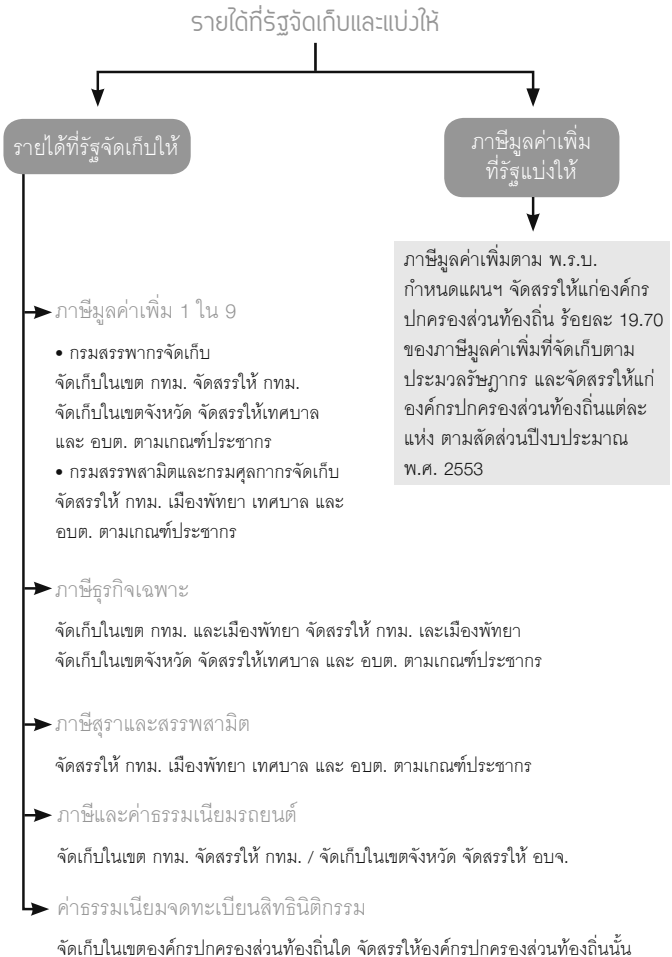 รายได้ที่รัฐจัดเก็บและแบ่งให้
รายได้ที่รัฐจัดเก็บให้
ภาษีมูลค่าเพิ่ม
ที่รัฐแบ่งให้
ภาษีมูลค่าเพิ่มตาม พ.ร.บ.
กำหนดแผนฯ จัดสรรให้แก่องค์กร
ปกครองส่วนท้องถิ่น ร้อยละ 19.70
ของภาษีมูลค่าเพิ่มที่จัดเก็บตาม
ประมวลรัษฎากร และจัดสรรให้แก่
องค์กรปกครองส่วนท้องถิ่นแต่ละ
แห่ง ตามสัดส่วนปีงบประมาณ
พ.ศ. 2553
ภาษีมูลค่าเพิ่ม 1 ใน 9
• กรมสรรพากรจัดเก็บ
จัดเก็บในเขต กทม. จัดสรรให้ กทม.
จัดเก็บในเขตจังหวัด จัดสรรให้เทศบาล
และ อบต. ตามเกณฑ์ประชากร
• กรมสรรพสามิตและกรมศุลกากรจัดเก็บ
จัดสรรให้ กทม. เมืองพัทยา เทศบาล และ
อบต. ตามเกณฑ์ประชากร
ภาษีธุรกิจเฉพาะ
จัดเก็บในเขต กทม. และเมืองพัทยา จัดสรรให้ กทม. เละเมืองพัทยา
จัดเก็บในเขตจังหวัด จัดสรรให้เทศบาล และ อบต. ตามเกณฑ์ประชากร
ภาษีสุราและสรรพสามิต
จัดสรรให้ กทม. เมืองพัทยา เทศบาล และ อบต. ตามเกณฑ์ประชากร
ภาษีและค่าธรรมเนียมรถยนต์
จัดเก็บในเขต กทม. จัดสรรให้ กทม. / จัดเก็บในเขตจังหวัด จัดสรรให้ อบจ.
ค่าธรรมเนียมจดทะเบียนสิทธินิติกรรม
จัดเก็บในเขตองค์กรปกครองส่วนท้องถิ่นใด จัดสรรให้องค์กรปกครองส่วนท้องถิ่นนั้น